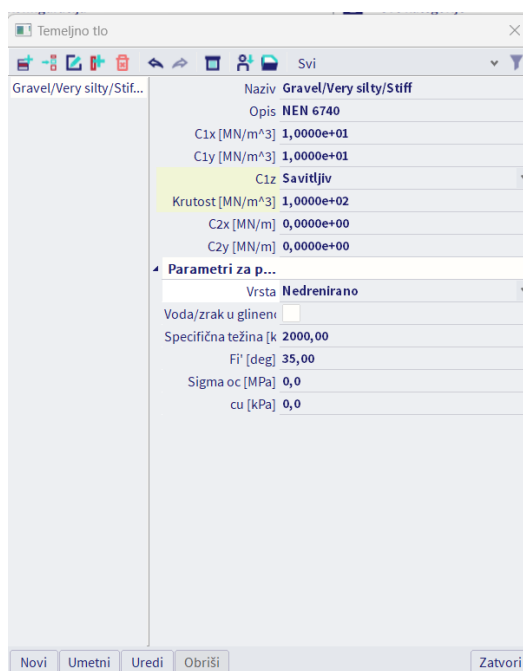 Temeljno tlo
Svi
Gravel/Very silty/Stif...
Naziv Gravel/Very silty/Stiff
Opis NEN 6740
C1x [MN/m^3] 1,0000e+01
C1y [MN/m^3] 1,0000e+01
C1z Savitljiv
Krutost [MN/m^3] 1,0000e+02
C2x [MN/m] 0,0000e+00
C2y [MN/m] 0,0000e+00
Parametri za p...
Vrsta Nedrenirano
Voda/zrak u glineno
Specifična težina [k 2000,00
Fi' [deg] 35,00
Sigma oc [MPa] 0,0
cu [kPa] 0,0
Novi Umetni Uredi Obriši Zatvori